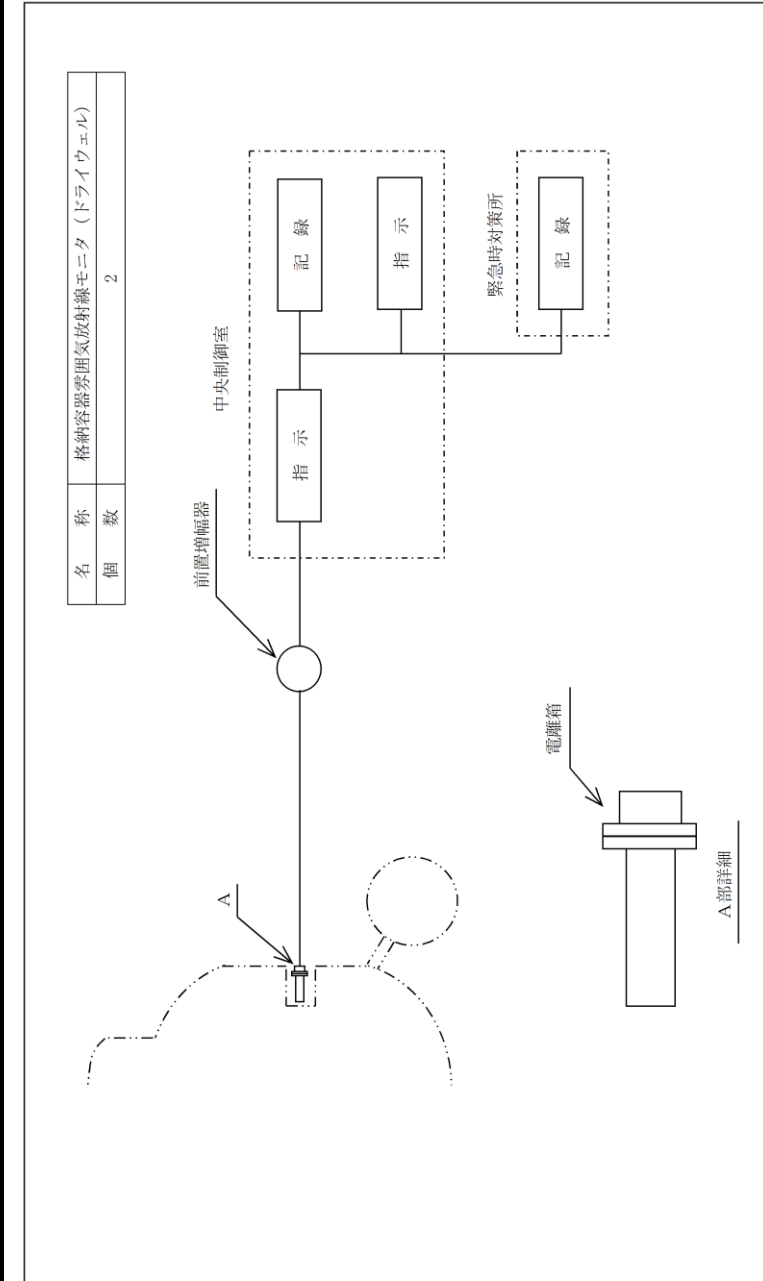 名 称 格納容器雰囲気放射線モニタ（ドライウェル）
個 数 2
中央制御室
緊急時対策所
前置増幅器
指 示
記 録
指 示
記 録
A
電離箱
A部詳細